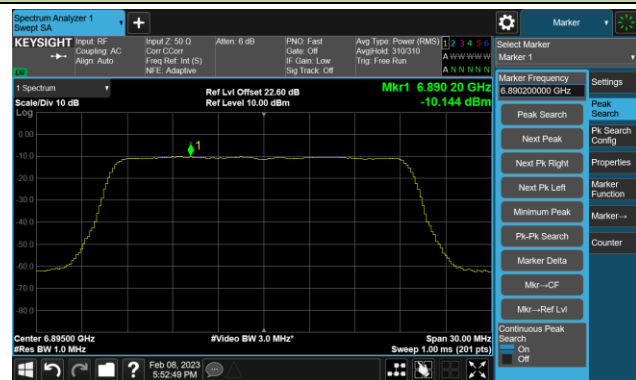 Spectrum Analyzer 1
Swept SA
+
Marker
KEYSIGHT
Input: RF
Coupling: AC
Align: Auto
Input Z: 50 Ω
Corr CCorr
Freq Ref: Int (S)
NFE: Adaptive
Atten: 6 dB
PNO: Fast
Gate: Off
IF Gain: Low
Sig Track: Off
Avg Type: Power (RMS)
Avg|Hold: 310/310
Trig: Free Run
1 2 3 4 5 6
A W W W W W
A N N N N N
LW
Select Marker
Marker 1
1 Spectrum
Scale/Div 10 dB
Log
Ref Lvl Offset 22.60 dB
Ref Level 10.00 dBm
Mkr1 6.890 20 GHz
-10.144 dBm
1
0.00
-10.0
-20.0
-30.0
-40.0
-50.0
-60.0
-70.0
-80.0
Center 6.89500 GHz
#Res BW 1.0 MHz
#Video BW 3.0 MHz*
Span 30.00 MHz
Sweep 1.00 ms (201 pts)
Marker Frequency
6.890200000 GHz
Peak Search
Next Peak
Next Pk Right
Next Pk Left
Minimum Peak
Pk-Pk Search
Marker Delta
Mkr→CF
Mkr→Ref Lvl
Continuous Peak
Search
On
Off
Settings
Peak
Search
Pk Search
Config
Properties
Marker
Function
Marker→
Counter
?
Feb 08, 2023
5:52:49 PM